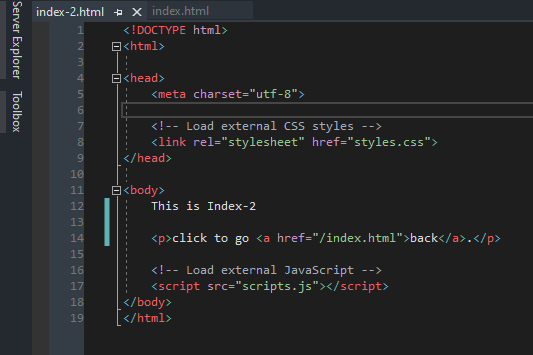 index-2.html
index.html
Server Explorer
Toolbox
1 <!DOCTYPE html>
2 <html>
3
4 <head>
5 <meta charset="utf-8">
6
7 <!-- Load external CSS styles -->
8 <link rel="stylesheet" href="styles.css">
9 </head>
10
11 <body>
12 This is Index-2
13
14 <p>click to go <a href="/index.html">back</a>.</p>
15
16 <!-- Load external JavaScript -->
17 <script src="scripts.js"></script>
18 </body>
19 </html>